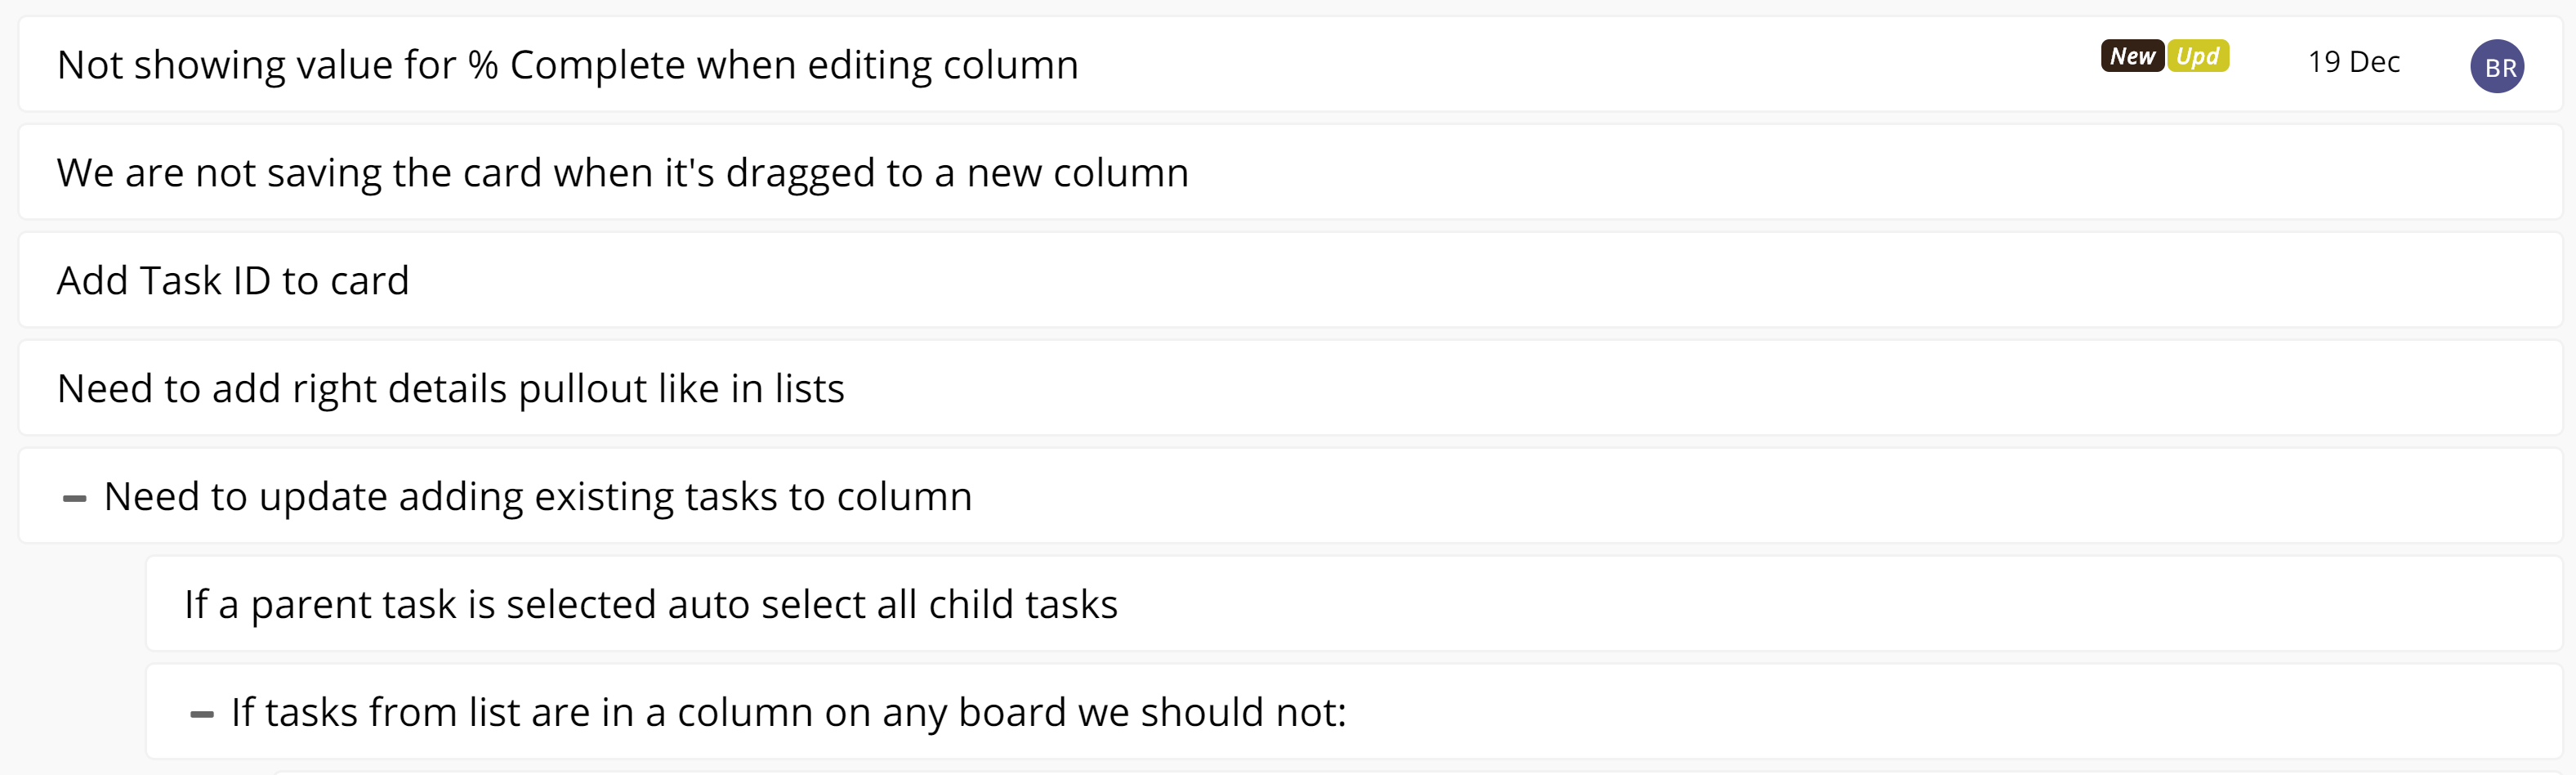 Not showing value for % Complete when editing column New Upd 19 Dec BR
We are not saving the card when it's dragged to a new column
Add Task ID to card
Need to add right details pullout like in lists
Need to update adding existing tasks to column
If a parent task is selected auto select all child tasks
If tasks from list are in a column on any board we should not: